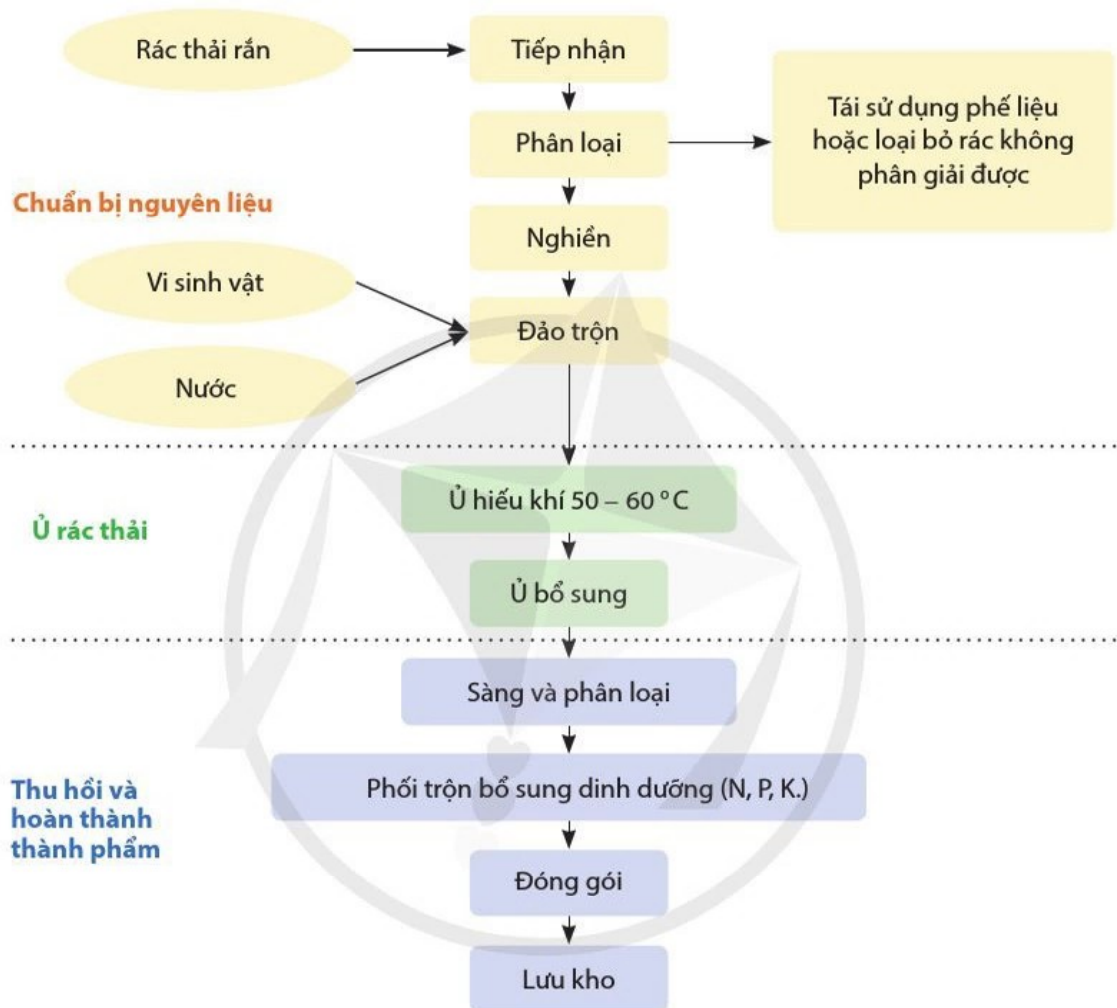 Rác thải rắn
Tiếp nhận
Phân loại
Tái sử dụng phế liệu
hoặc loại bỏ rác không
phân giải được
Chuẩn bị nguyên liệu
Nghiền
Vi sinh vật
Đảo trộn
Nước
Ủ hiếu khí 50 – 60 °C
Ủ rác thải
Ủ bổ sung
Sàng và phân loại
Thu hồi và
hoàn thành
thành phẩm
Phối trộn bổ sung dinh dưỡng (N, P, K.)
Đóng gói
Lưu kho